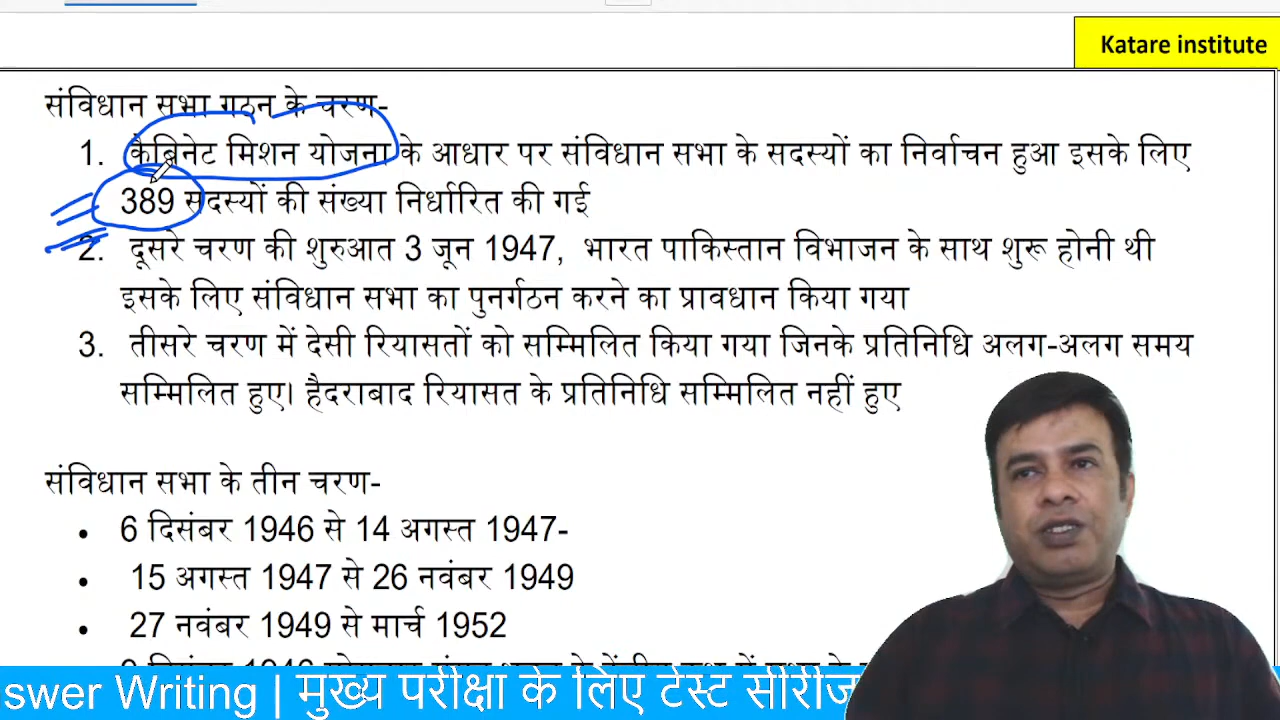 Katare institute
संविधान सभा गठन के चरण-
1. कैबिनेट मिशन योजना के आधार पर संविधान सभा के सदस्यों का निर्वाचन हुआ इसके लिए
389 सदस्यों की संख्या निर्धारित की गई
2. दूसरे चरण की शुरुआत 3 जून 1947, भारत पाकिस्तान विभाजन के साथ शुरू होनी थी
इसके लिए संविधान सभा का पुनर्गठन करने का प्रावधान किया गया
3. तीसरे चरण में देसी रियासतों को सम्मिलित किया गया जिनके प्रतिनिधि अलग-अलग समय
सम्मिलित हुए। हैदराबाद रियासत के प्रतिनिधि सम्मिलित नहीं हुए
संविधान सभा के तीन चरण-
• 6 दिसंबर 1946 से 14 अगस्त 1947-
• 15 अगस्त 1947 से 26 नवंबर 1949
• 27 नवंबर 1949 से मार्च 1952
swer Writing | मुख्य परीक्षा के लिए टेस्ट सीरीज